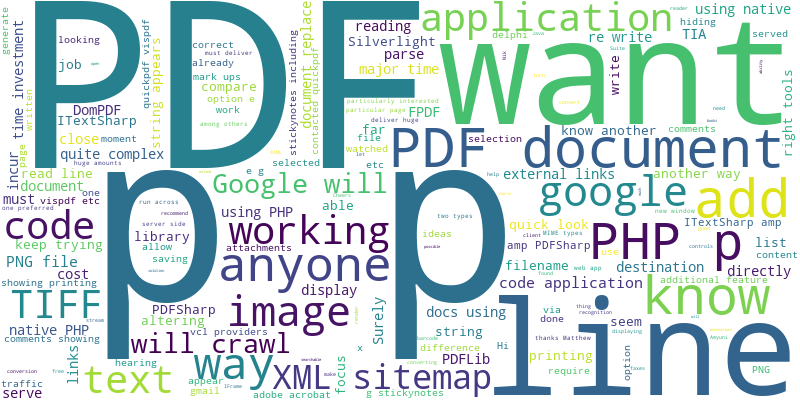 PDF
want
application
using native
re write
hiding
TIA
served
reading
Silverlight
parse
delphi
Java
major time
generate
looking
job
correct
must deliver
already
mark ups
compare
option e
work
among others
quickpdf vispdf
string appears
stickynotes including
contacted quickpdf
document replace
particularly interested
particular page
deliver huge
write
right tools
time investment
incur
page
written
open
DomPDF
ITextSharp
close
moment
quite complex
huge amounts
FPDF
far
file
watched
etc
PDF document
selection
know another
comments
need
read line
document
selected
e g
Google will
able
external links
another way
google
add
new window
help
must
one
vispdf etc
one preferred
run across
recommend
server side
library
allow
saving
using PHP
attachments
two types
ideas
possible
quick look
MIME types
use
ITextSharp amp
controls
list
content
code
keep trying
working
anyone
PHP p
amp PDFSharp
client
web app
filename
destination
directly
PNG file
cost
display
code application
know
additional feature
showing printing
TIFF
PDFSharp
altering
image
Surely
docs using
string
via
done
seem
thing
recognition
displaying
native PHP
comments showing
stream
vcl providers
will crawl
barcode
difference
Hi
thanks Matthew
option
printing
require
p
p
line
links
hearing
way
XML
x
focus
PDFLib
sitemap
PNG
Amyuni
conversion
free
traffic
serve
text
appear
gmail
IFrame
searchable
make
adobe acrobat
reader
g stickynotes
converting
faxes